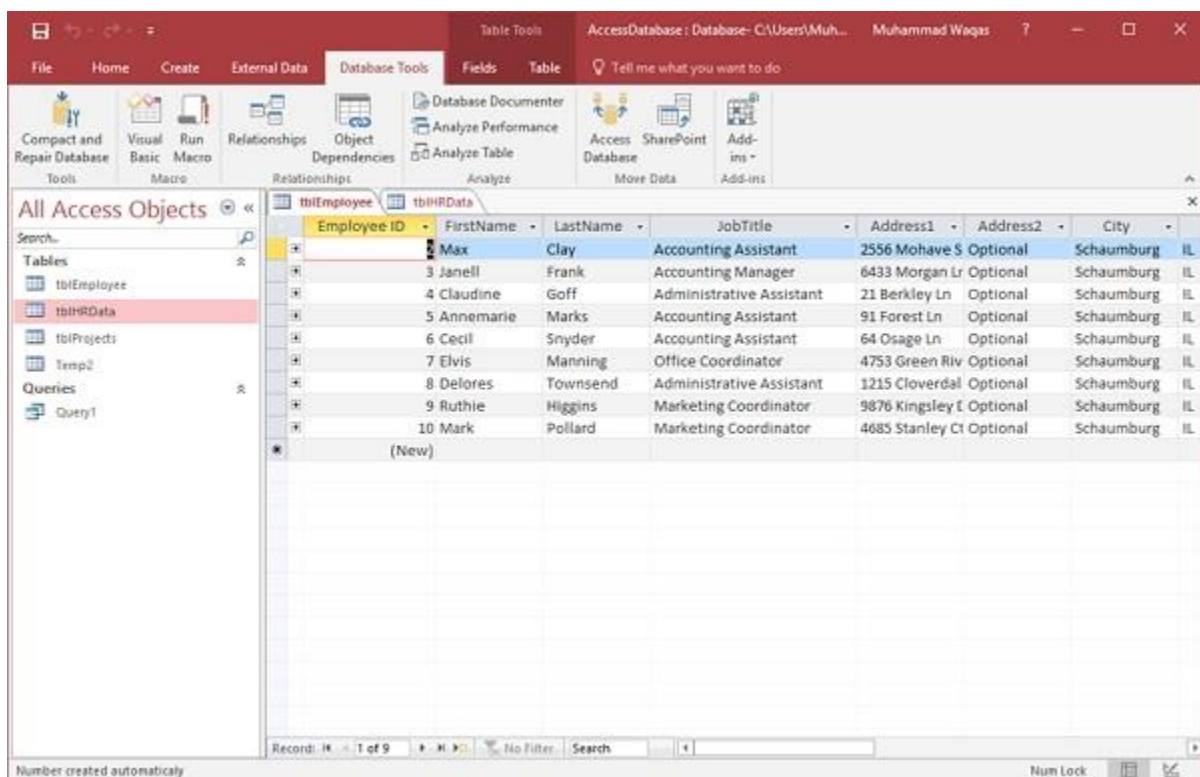 Table Tools AccessDatabase : Database- C:\Users\Muh... Muhammad Waqas ?
File Home Create External Data Database Tools Fields Table Tell me what you want to do
Compact and Repair Database
Visual Basic
Run Macro
Relationships
Object Dependencies
Database Documenter
Analyze Performance
Analyze Table
Access Database
SharePoint
Add-ins
Tools Macro Relationships Analyze Move Data Add-ins
All Access Objects
Search...
Tables
tblEmployee
tblHRData
tblProjects
Temp2
Queries
Query1
tblEmployee tblHRData
Employee ID FirstName LastName JobTitle Address1 Address2 City
2 Max Clay Accounting Assistant 2556 Mohave S Optional Schaumburg IL
3 Janell Frank Accounting Manager 6433 Morgan Lr Optional Schaumburg IL
4 Claudine Goff Administrative Assistant 21 Berkley Ln Optional Schaumburg IL
5 Annemarie Marks Accounting Assistant 91 Forest Ln Optional Schaumburg IL
6 Cecil Snyder Accounting Assistant 64 Osage Ln Optional Schaumburg IL
7 Elvis Manning Office Coordinator 4753 Green Riv Optional Schaumburg IL
8 Delores Townsend Administrative Assistant 1215 Cloverdal Optional Schaumburg IL
9 Ruthie Higgins Marketing Coordinator 9876 Kingsley Optional Schaumburg IL
10 Mark Pollard Marketing Coordinator 4685 Stanley Ct Optional Schaumburg IL
(New)
Record: 1 of 9 No Filter Search
Number created automaticaly Num Lock